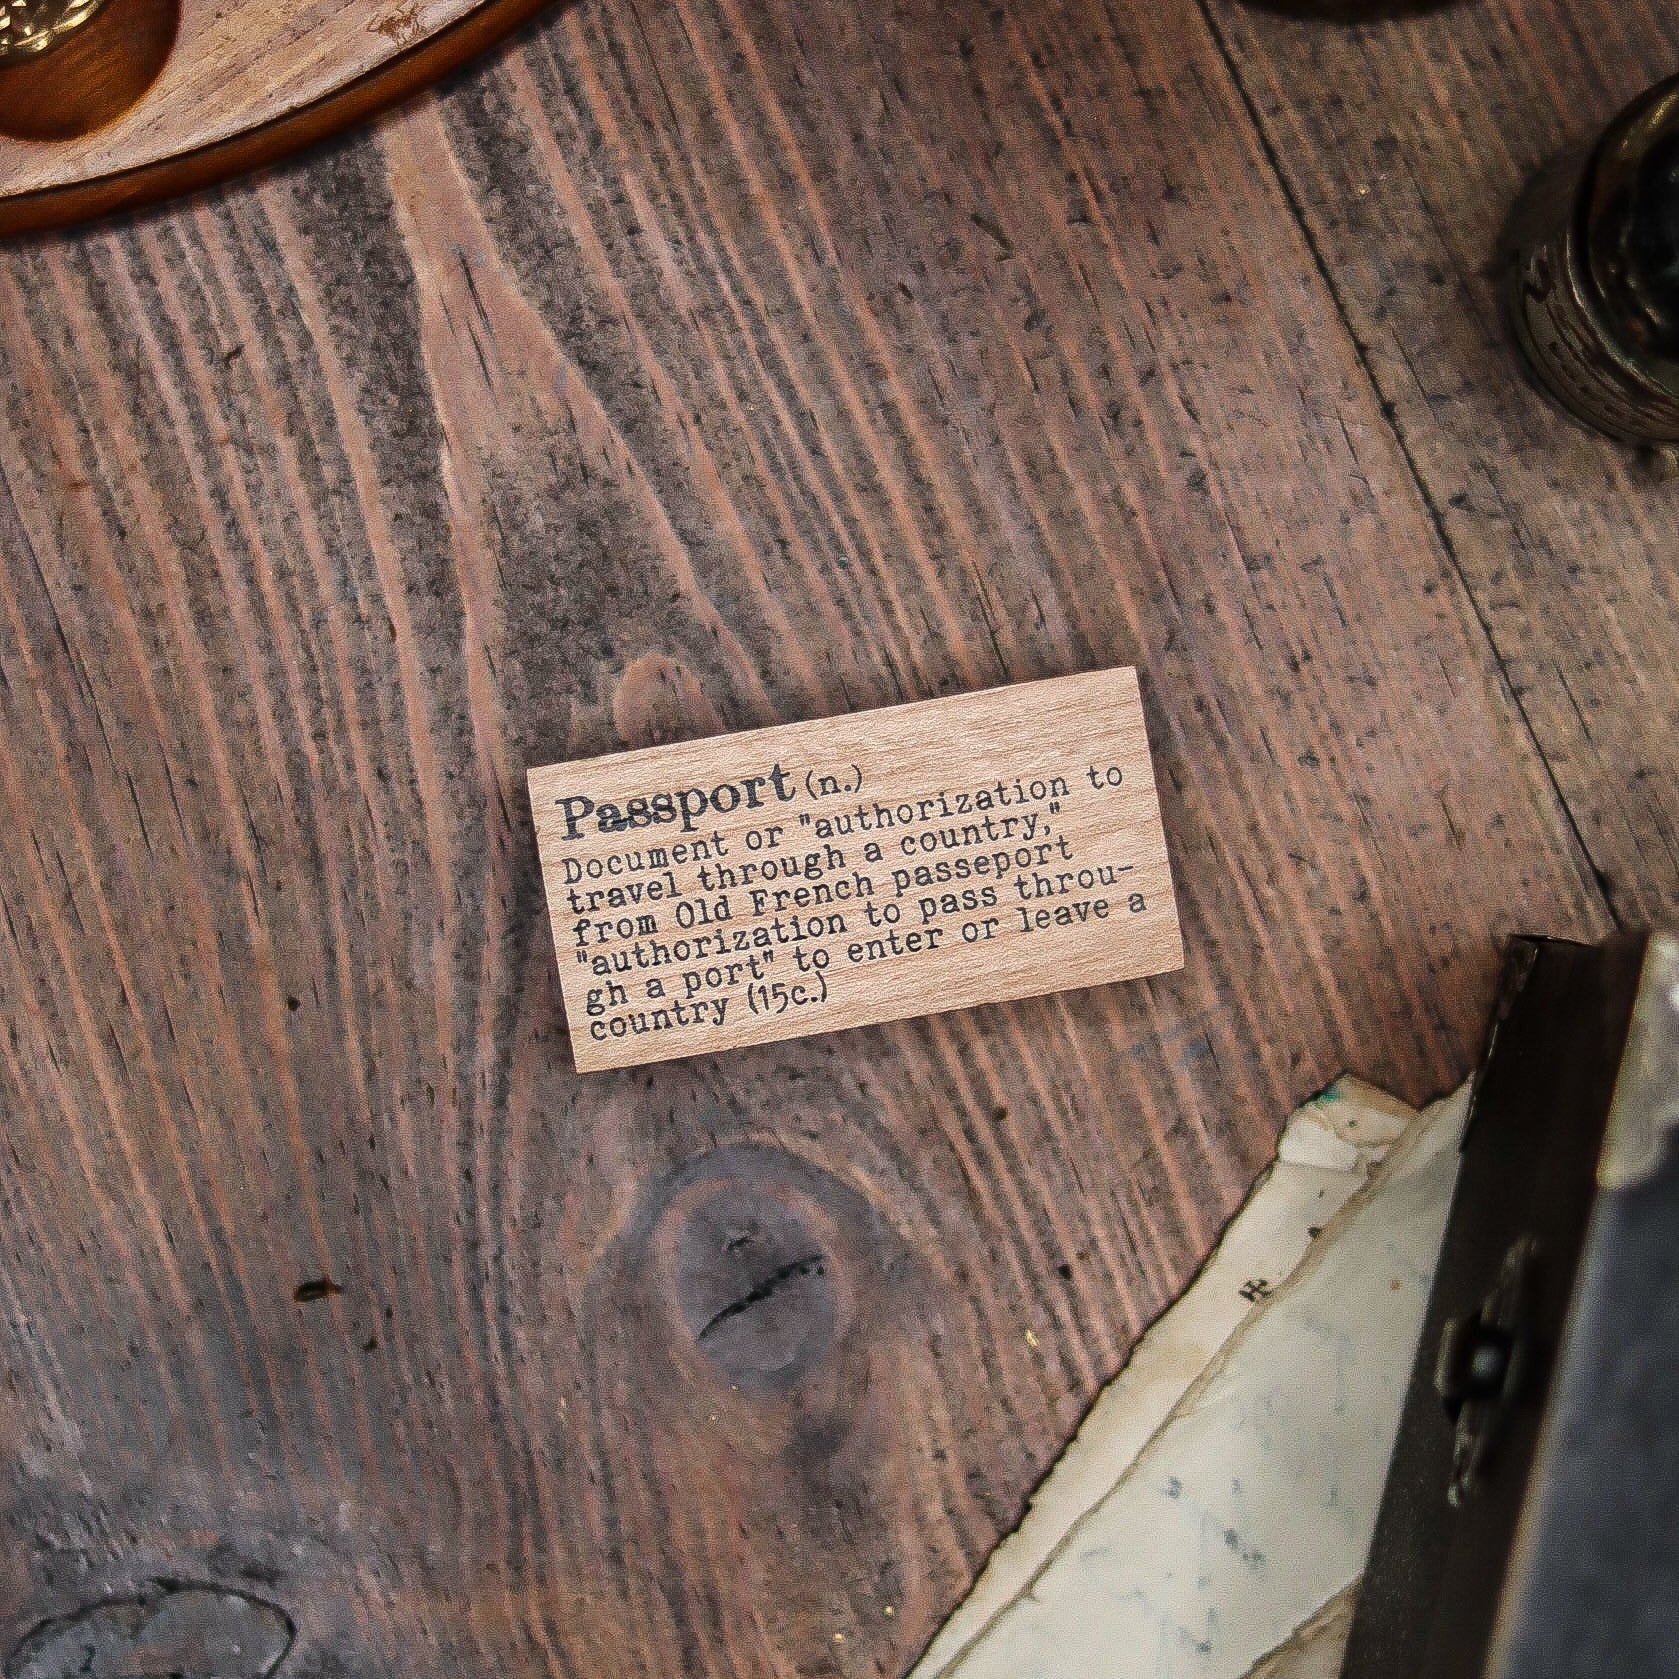 Passport (n.)
Document or "authorization to
travel through a country,"
from Old French passeport
"authorization to pass throu-
gh a port" to enter or leave a
country (15c.)